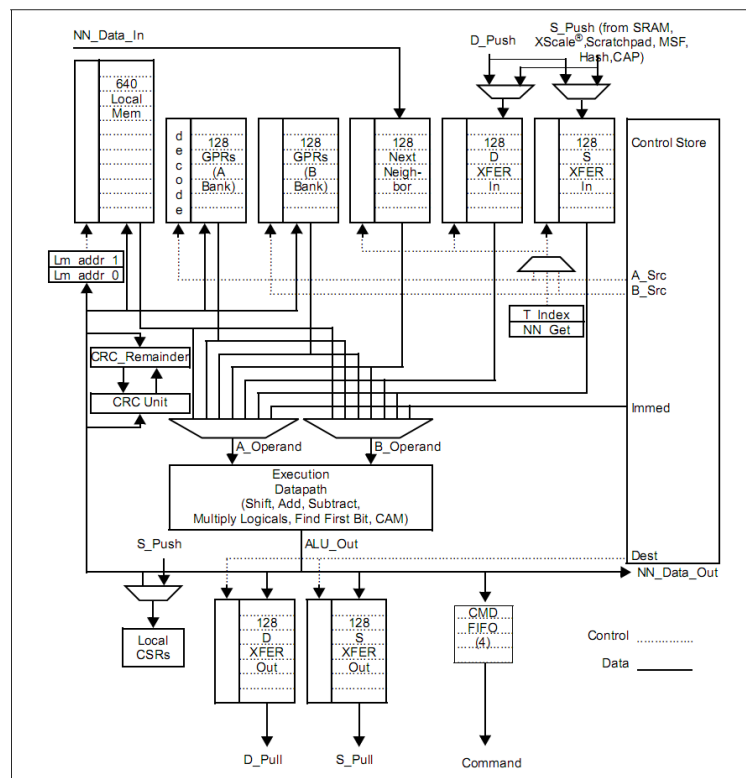 NN_Data_In
S_Push (from SRAM,
D_Push
XScale®,Scratchpad, MSF,
Hash,CAP)
640
Local
Mem
d
e
c
o
d
e
128
GPRs
(A
Bank)
128
GPRs
(B
Bank)
128
Next
Neigh-
bor
128
D
XFER
In
128
S
XFER
In
Control Store
Lm_addr_1
Lm_addr_0
A_Src
B_Src
T_Index
NN_Get
CRC_Remainder
CRC Unit
Immed
A_Operand
B_Operand
Execution
Datapath
(Shift, Add, Subtract,
Multiply Logicals, Find First Bit, CAM)
S_Push
ALU_Out
Dest
NN_Data_Out
Local
CSRs
128
D
XFER
Out
128
S
XFER
Out
CMD
FIFO
(4)
Control
Data
D_Pull
S_Pull
Command